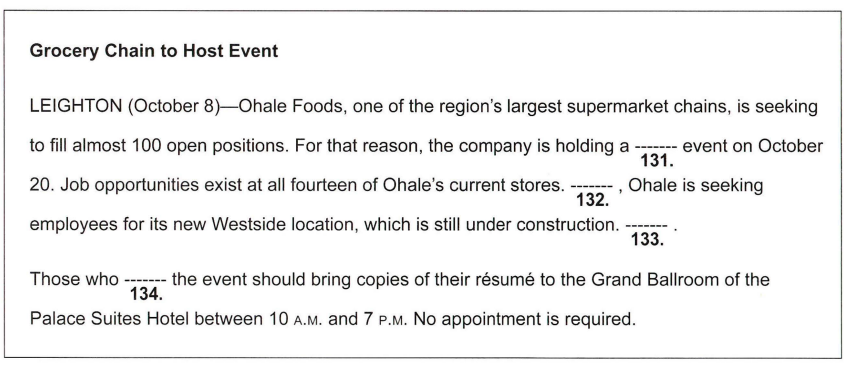 Grocery Chain to Host Event
LEIGHTON (October 8)—Ohale Foods, one of the region's largest supermarket chains, is seeking
to fill almost 100 open positions. For that reason, the company is holding a ------- event on October
131.
20. Job opportunities exist at all fourteen of Ohale's current stores. ------- , Ohale is seeking
132.
employees for its new Westside location, which is still under construction. ------- .
133.
Those who ------- the event should bring copies of their résumé to the Grand Ballroom of the
134.
Palace Suites Hotel between 10 A.M. and 7 P.M. No appointment is required.